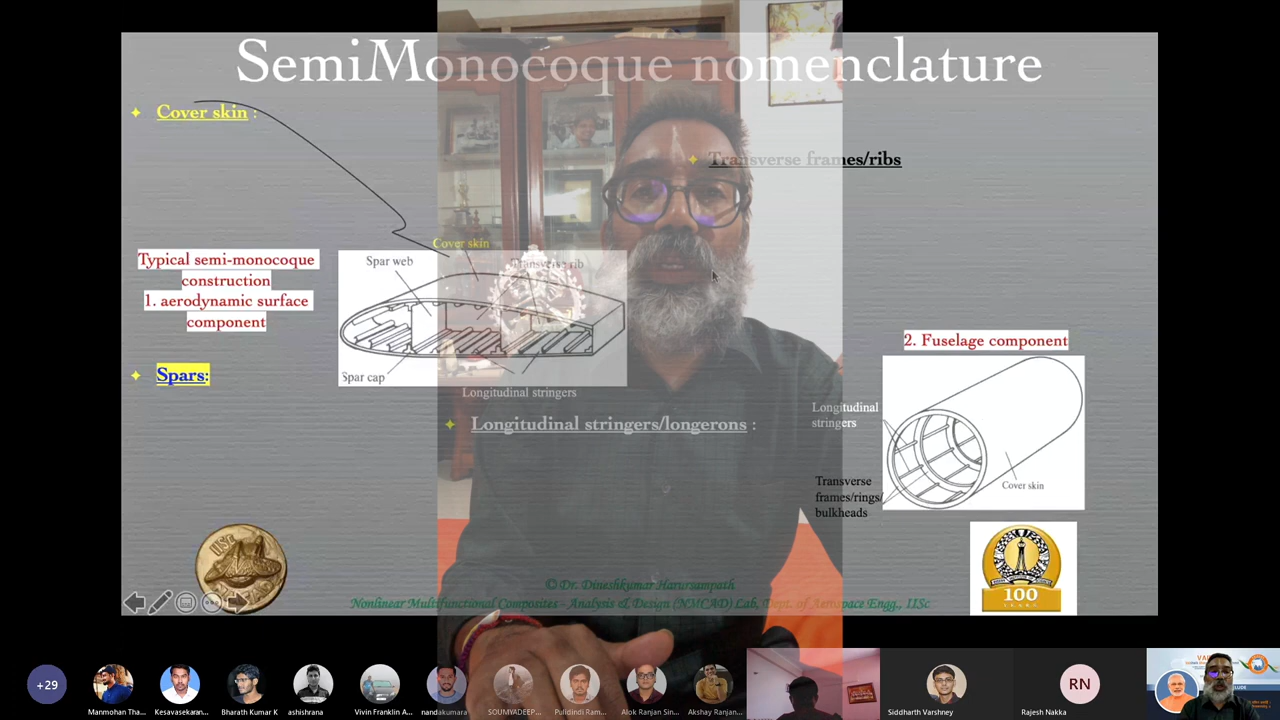 SemiMonocoque nomenclature
Cover skin :
Transverse frames/ribs
Typical semi-monocoque
construction
1. aerodynamic surface
component
Cover skin
Spar web
Transverse rib
Spar cap
Longitudinal stringers
Spars:
Longitudinal stringers/longerons :
2. Fuselage component
Longitudinal
stringers
Cover skin
Transverse
frames/rings/
bulkheads
IISC
100
© Dr. Dineshkumar Harursampath
Nonlinear Multifunctional Composites – Analysis & Design (NMCAD) Lab, Dept. of Aerospace Engg., IISc
+29
Manmohan Tha...
Kesavasekaran...
Bharath Kumar K
ashishrana
Vivin Franklin A...
nandakumara
SOUMYADEEP...
Pulidindi Ram...
Alok Ranjan Sin...
Akshay Ranjan...
Siddharth Varshney
RN
Rajesh Nakka